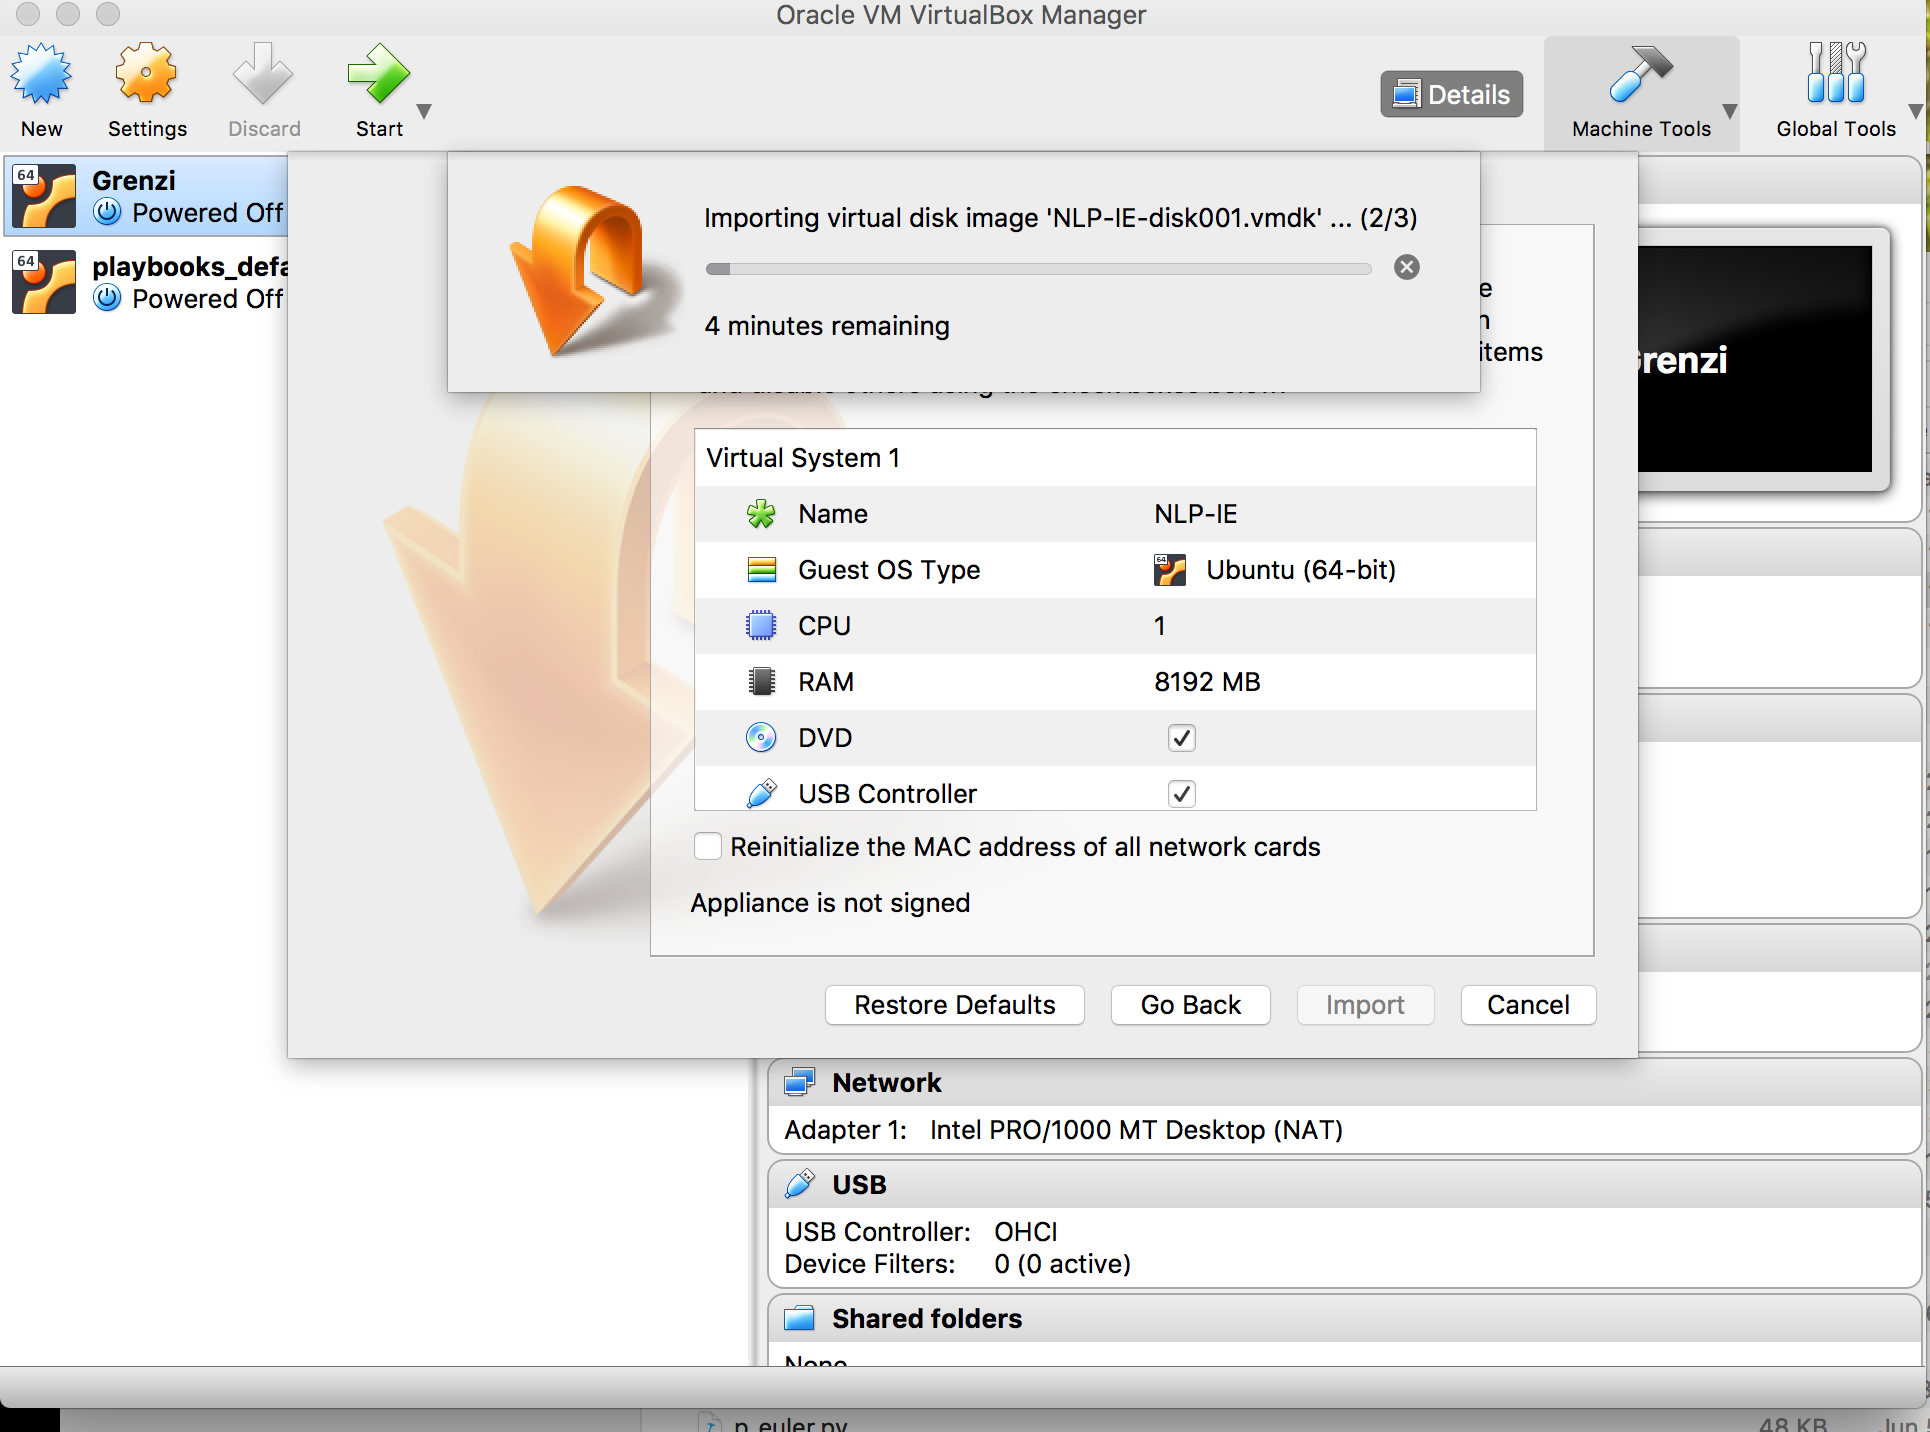 Oracle VM VirtualBox Manager
New
Settings
Discard
Start
Details
Machine Tools
Global Tools
64
Grenzi
Powered Off
64
playbooks_defa
Powered Off
Importing virtual disk image 'NLP-IE-disk001.vmdk' ... (2/3)
4 minutes remaining
items
Grenzi
Virtual System 1
Name NLP-IE
Guest OS Type 64 Ubuntu (64-bit)
CPU 1
RAM 8192 MB
DVD
USB Controller
Reinitialize the MAC address of all network cards
Appliance is not signed
Restore Defaults
Go Back
Import
Cancel
Network
Adapter 1: Intel PRO/1000 MT Desktop (NAT)
USB
USB Controller: OHCI
Device Filters: 0 (0 active)
Shared folders
None
p_euler.py 48 KB Jun